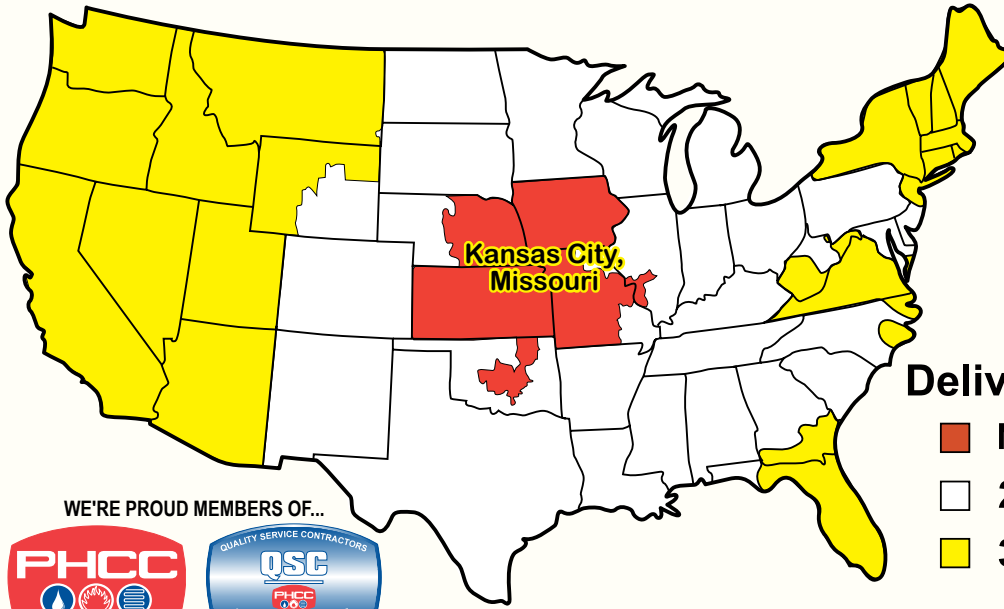 Kansas City,
Missouri
Deliv
2
3
WE'RE PROUD MEMBERS OF...
PHCC
QUALITY SERVICE CONTRACTORS
QSC
PHCC